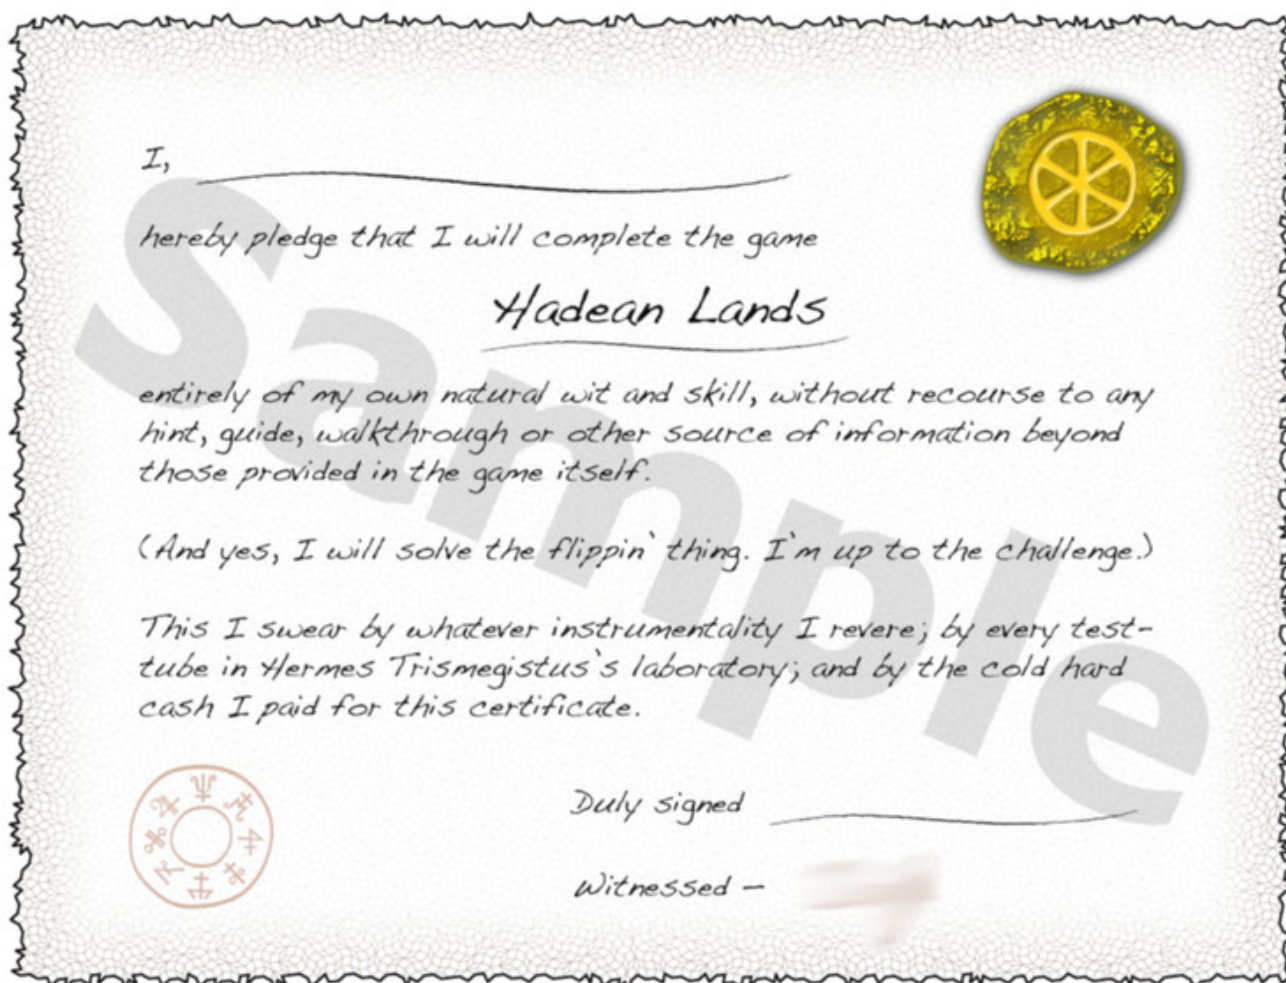 I,
hereby pledge that I will complete the game
Hadean Lands
entirely of my own natural wit and skill, without recourse to any
hint, guide, walkthrough or other source of information beyond
those provided in the game itself.
(And yes, I will solve the flippin' thing. I'm up to the challenge.)
This I swear by whatever instrumentality I revere; by every test-
tube in Hermes Trismegistus's laboratory; and by the cold hard
cash I paid for this certificate.
Duly signed
Witnessed –
Sample